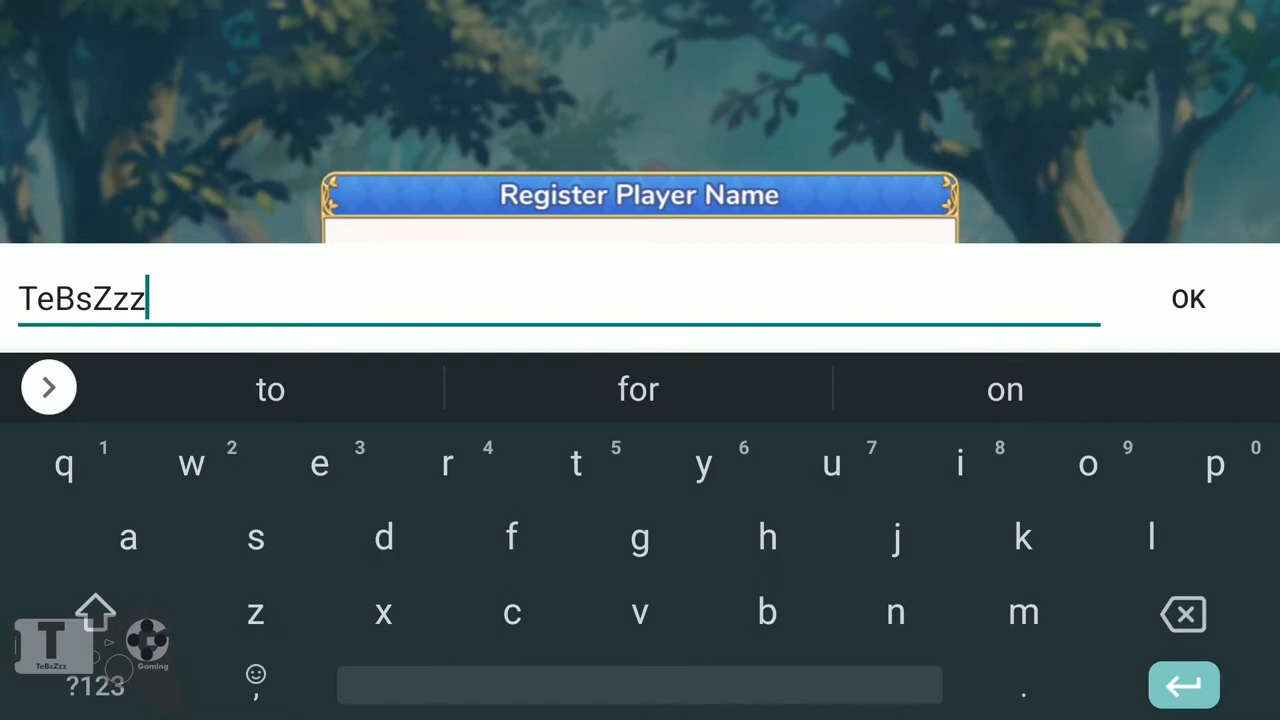 Register Player Name
TeBsZzz
OK
to for on
q 1 w 2 e 3 r 4 t 5 y 6 u 7 i 8 o 9 p 0
a s d f g h j k l
z x c v b n m
T
TeBsZzz Gaming
?123 , .